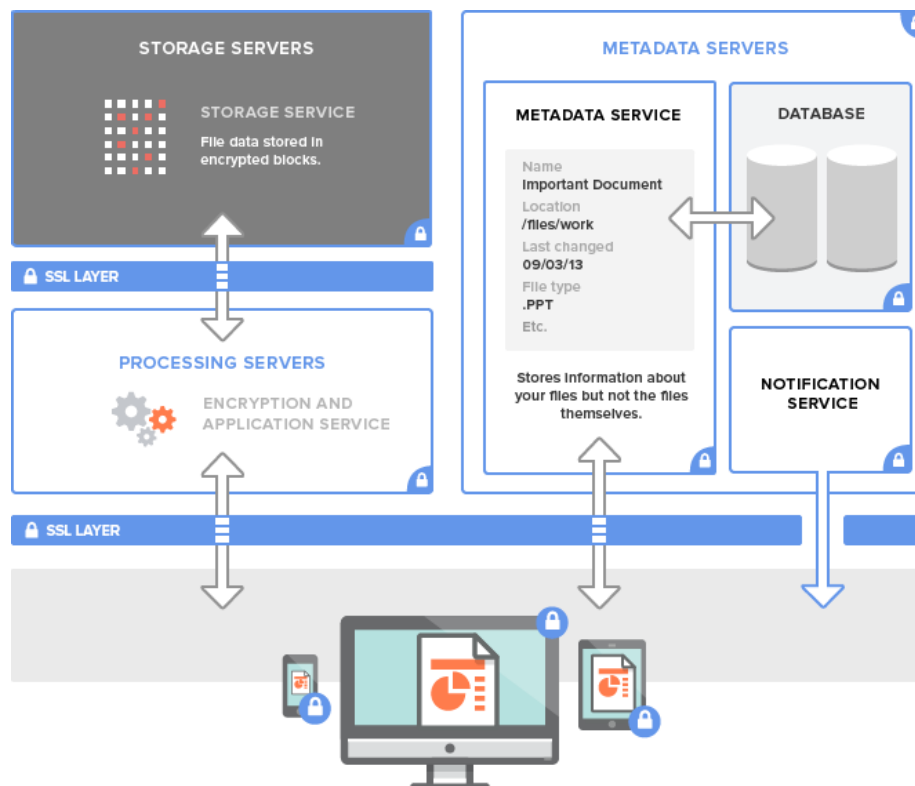 STORAGE SERVERS
STORAGE SERVICE
File data stored in
encrypted blocks.
SSL LAYER
PROCESSING SERVERS
ENCRYPTION AND
APPLICATION SERVICE
METADATA SERVERS
METADATA SERVICE
Name
Important Document
Location
/files/work
Last changed
09/03/13
File type
.PPT
Etc.
Stores information about
your files but not the files
themselves.
DATABASE
NOTIFICATION
SERVICE
SSL LAYER